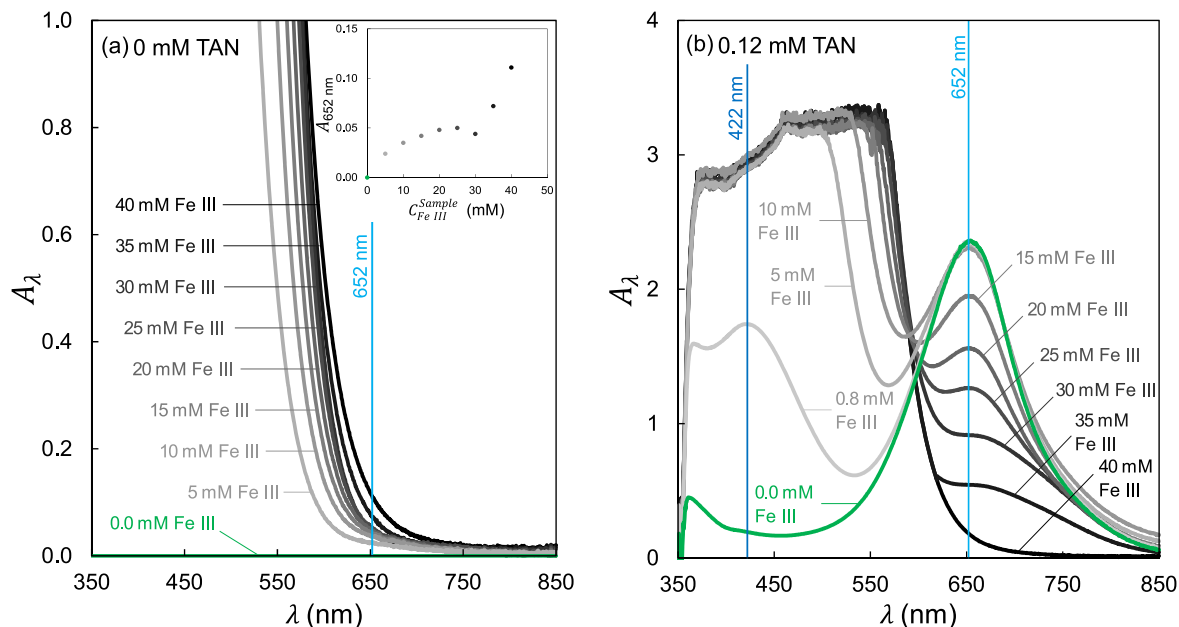 (a) 0 mM TAN
1.0
0.8
0.6
0.4
0.2
0.0
A_λ
40 mM Fe III
35 mM Fe III
30 mM Fe III
25 mM Fe III
20 mM Fe III
15 mM Fe III
10 mM Fe III
5 mM Fe III
0.0 mM Fe III
652 nm
350
450
550
650
750
850
λ (nm)
0.15
0.10
0.05
0.00
A_652 nm
0
10
20
30
40
50
C_Fe III^Sample (mM)
(b) 0.12 mM TAN
4
3
2
1
0
A_λ
422 nm
652 nm
10 mM
Fe III
5 mM
Fe III
0.8 mM
Fe III
0.0 mM
Fe III
15 mM Fe III
20 mM Fe III
25 mM Fe III
30 mM Fe III
35 mM
Fe III
40 mM
Fe III
350
450
550
650
750
850
λ (nm)